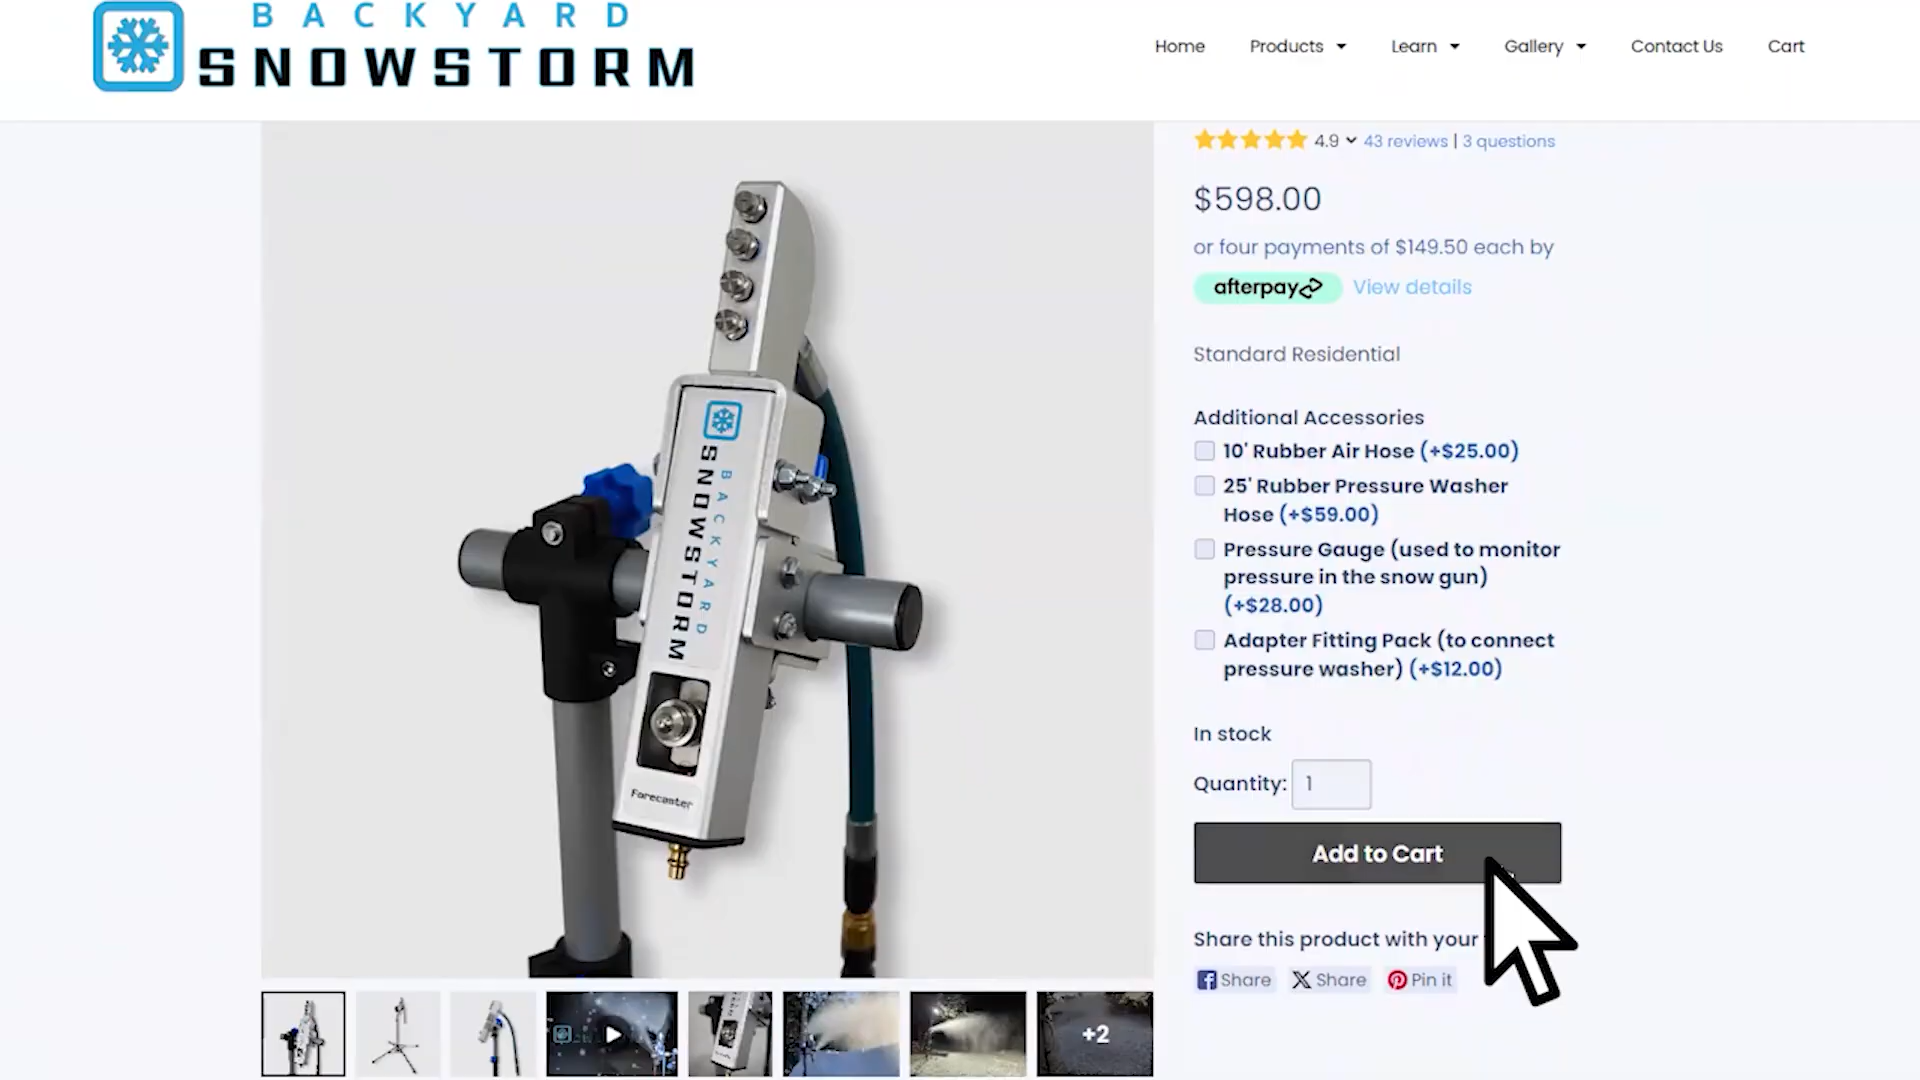 BACKYARD
SNOWSTORM
Home
Products
Learn
Gallery
Contact Us
Cart
4.9
43 reviews | 3 questions
$598.00
or four payments of $149.50 each by
afterpay
View details
Standard Residential
Additional Accessories
10' Rubber Air Hose (+$25.00)
25' Rubber Pressure Washer
Hose (+$59.00)
Pressure Gauge (used to monitor
pressure in the snow gun)
(+$28.00)
Adapter Fitting Pack (to connect
pressure washer) (+$12.00)
In stock
Quantity: 1
Add to Cart
Share this product with your
Share
Share
Pin it
BACKYARD
SNOWSTORM
Forecaster
+2